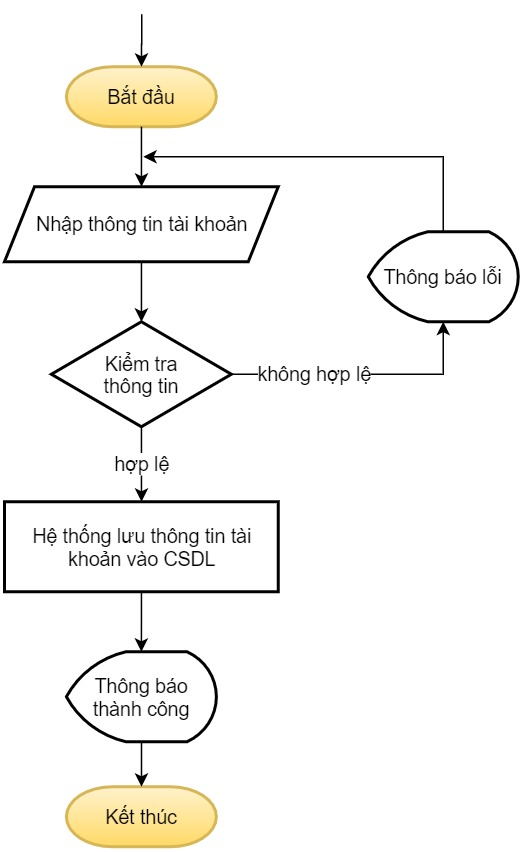 Bắt đầu
Nhập thông tin tài khoản
Thông báo lỗi
Kiểm tra
thông tin
không hợp lệ
hợp lệ
Hệ thống lưu thông tin tài
khoản vào CSDL
Thông báo
thành công
Kết thúc